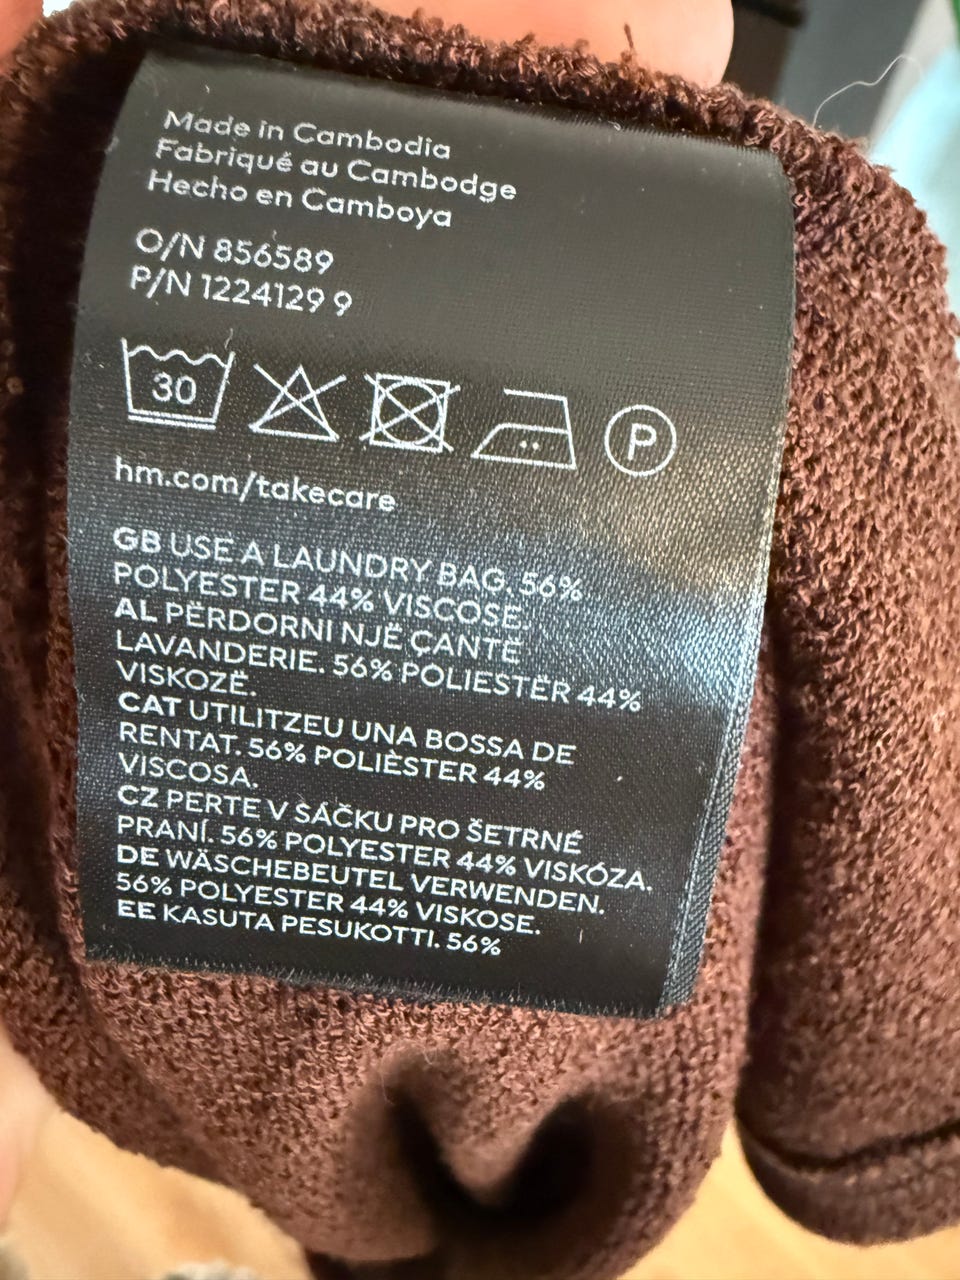 Made in Cambodia
Fabriqué au Cambodge
Hecho en Camboya
O/N 856589
P/N 1224129 9
30
P
hm.com/takecare
GB USE A LAUNDRY BAG. 56%
POLYESTER 44% VISCOSE.
AL PËRDORNI NJË ÇANTË
LAVANDERIE. 56% POLIESTËR 44%
VISKOZË.
CAT UTILITZEU UNA BOSSA DE
RENTAT. 56% POLIÈSTER 44%
VISCOSA.
CZ PERTE V SÁČKU PRO ŠETRNÉ
PRANÍ. 56% POLYESTER 44% VISKÓZA.
DE WÄSCHEBEUTEL VERWENDEN.
56% POLYESTER 44% VISKOSE.
EE KASUTA PESUKOTTI. 56%